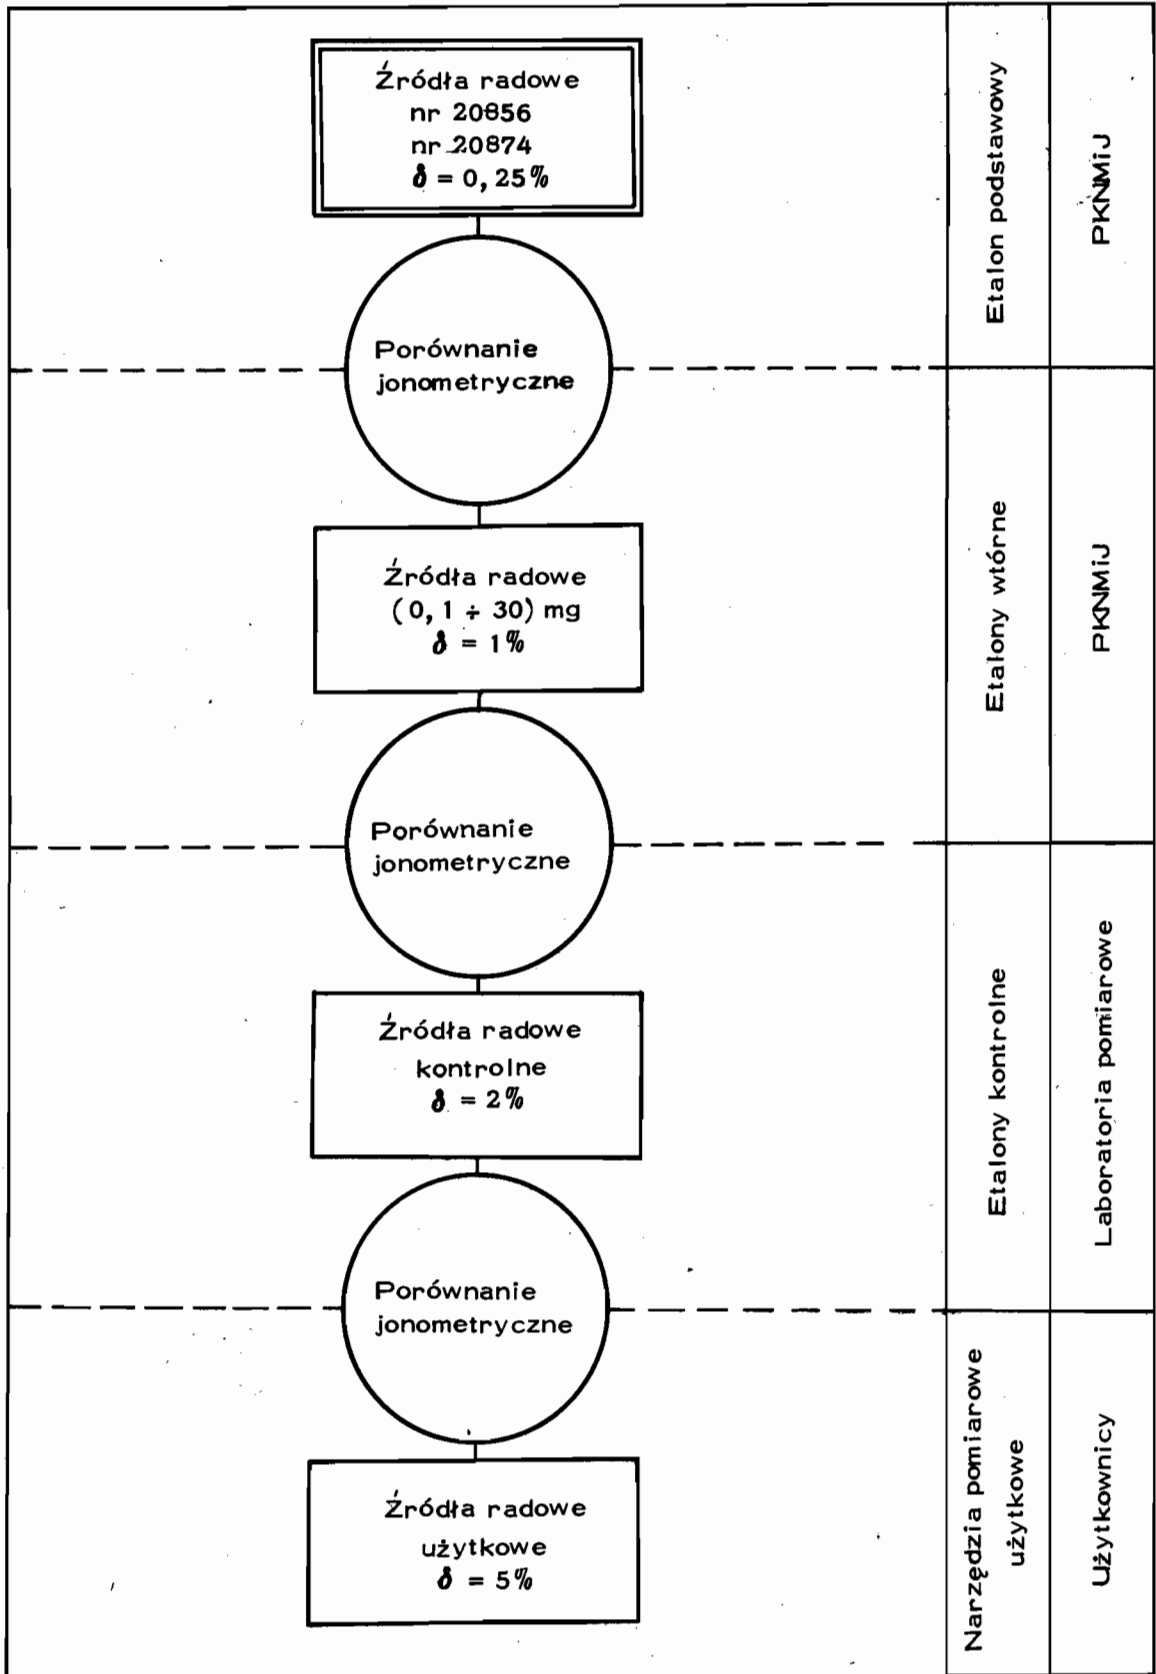 Źródła radowe
nr 20856
nr 20874
δ = 0,25%
Porównanie
jonometryczne
Źródła radowe
(0,1 ÷ 30) mg
δ = 1%
Porównanie
jonometryczne
Źródła radowe
kontrolne
δ = 2%
Porównanie
jonometryczne
Źródła radowe
użytkowe
δ = 5%
Etalon podstawowy
PKNMiJ
Etalony wtórne
PKNMiJ
Etalony kontrolne
Laboratoria pomiarowe
Narzędzia pomiarowe
użytkowe
Użytkownicy